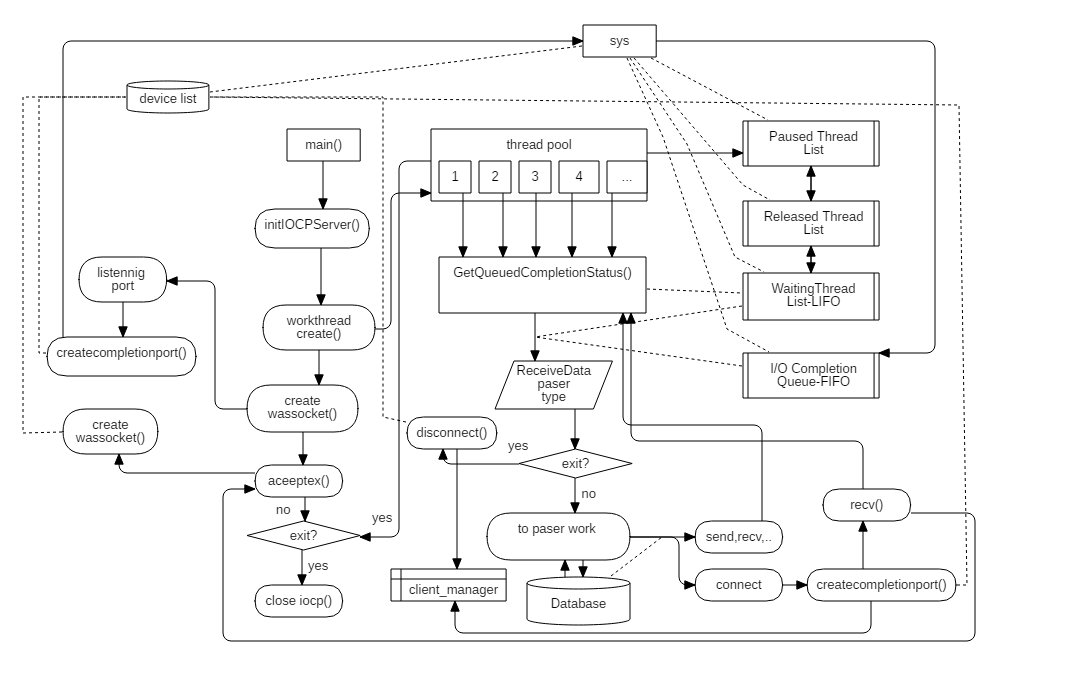 sys
device list
main()
thread pool
1
2
3
4
...
Paused Thread
List
initIOCPServer()
Released Thread
List
listennig
port
GetQueuedCompletionStatus()
WaitingThread
List-LIFO
workthread
create()
createcompletionport()
ReceiveData
paser
type
I/O Completion
Queue-FIFO
create
wassocket()
create
wassocket()
disconnect()
yes
exit?
aceeptex()
no
no
yes
recv()
exit?
to paser work
send,recv,..
yes
close iocp()
client_manager
Database
connect
createcompletionport()